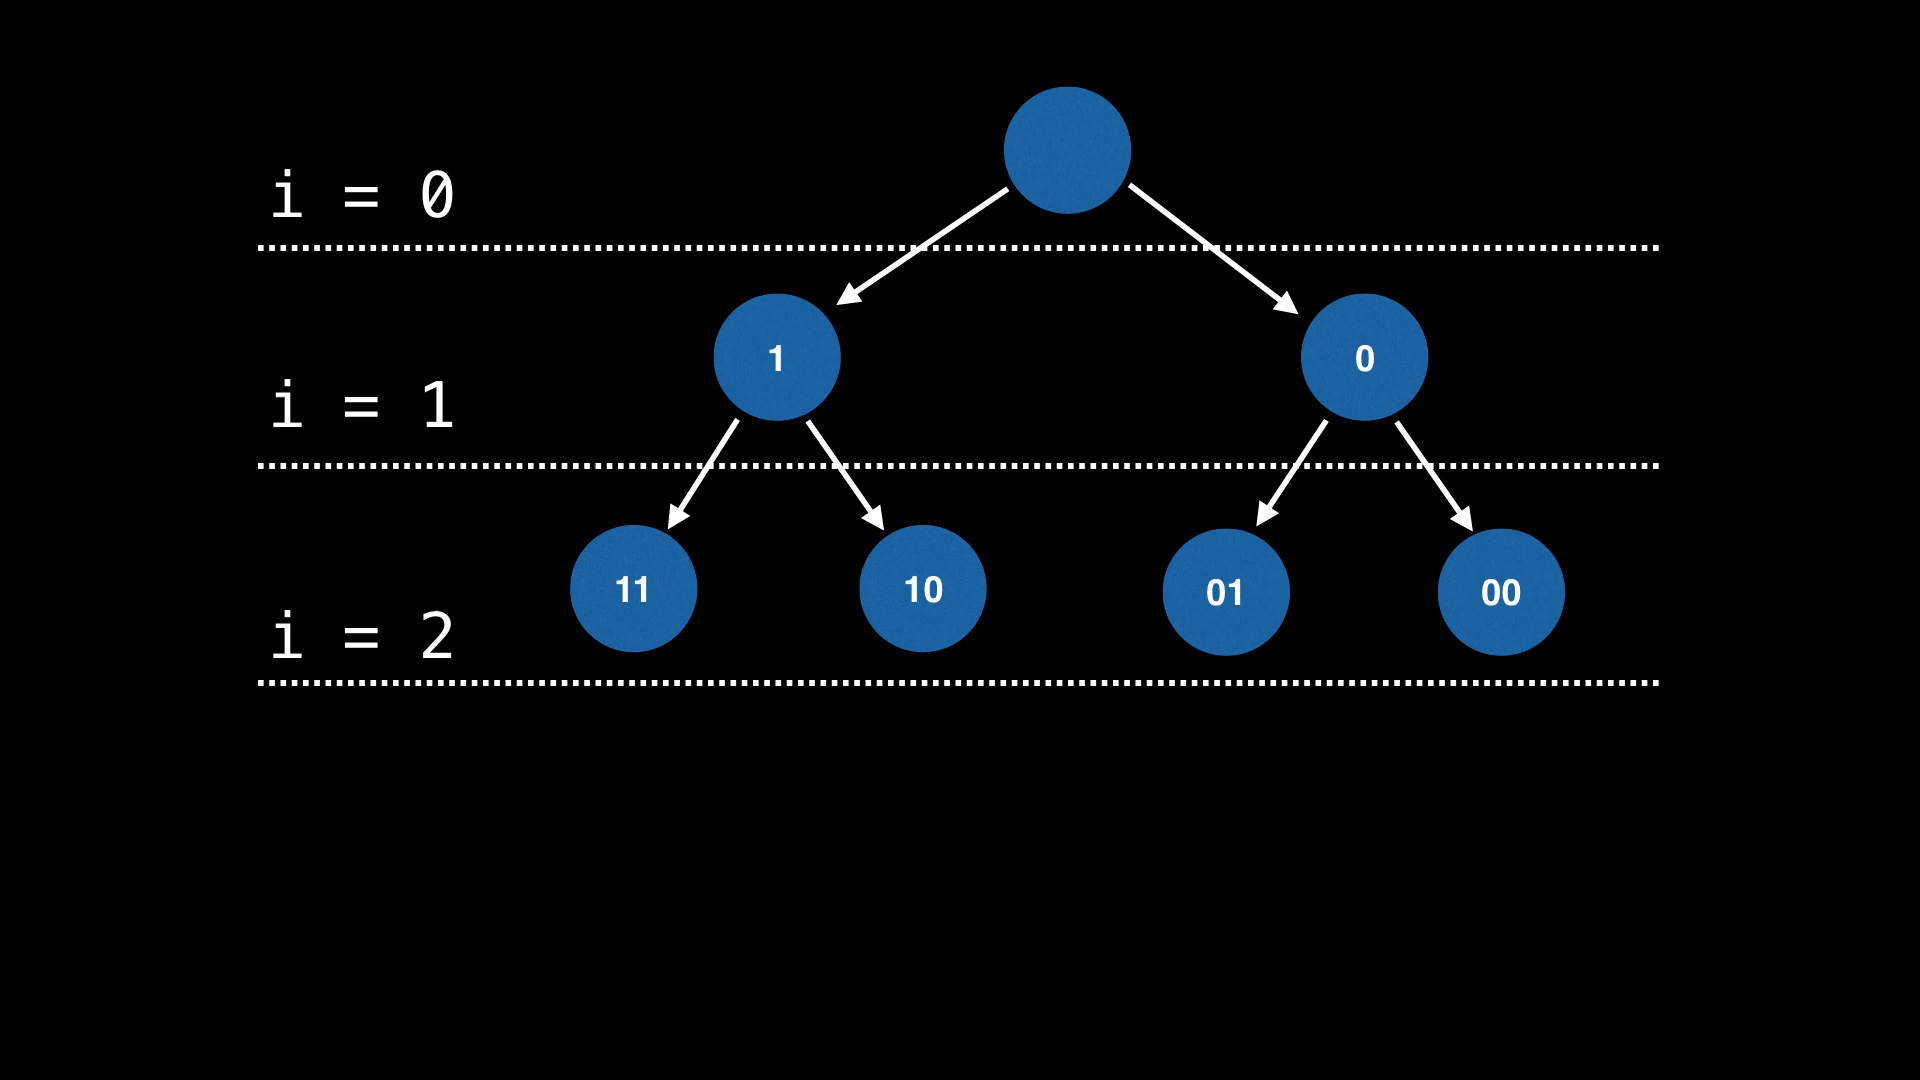 i = 0
i = 1
1
0
i = 2
11
10
01
00